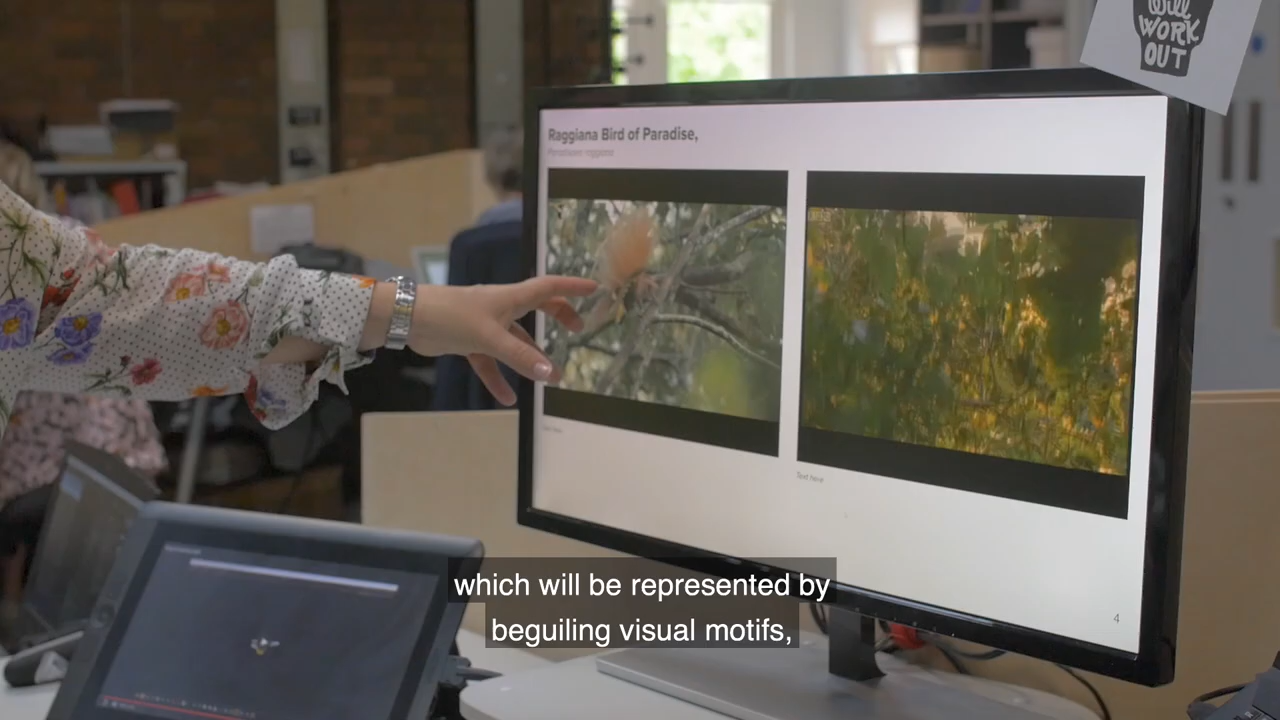 Will
WORK
OUT
Raggiana Bird of Paradise,
Paradisaea raggiana
Text here
4
which will be represented by
beguiling visual motifs,